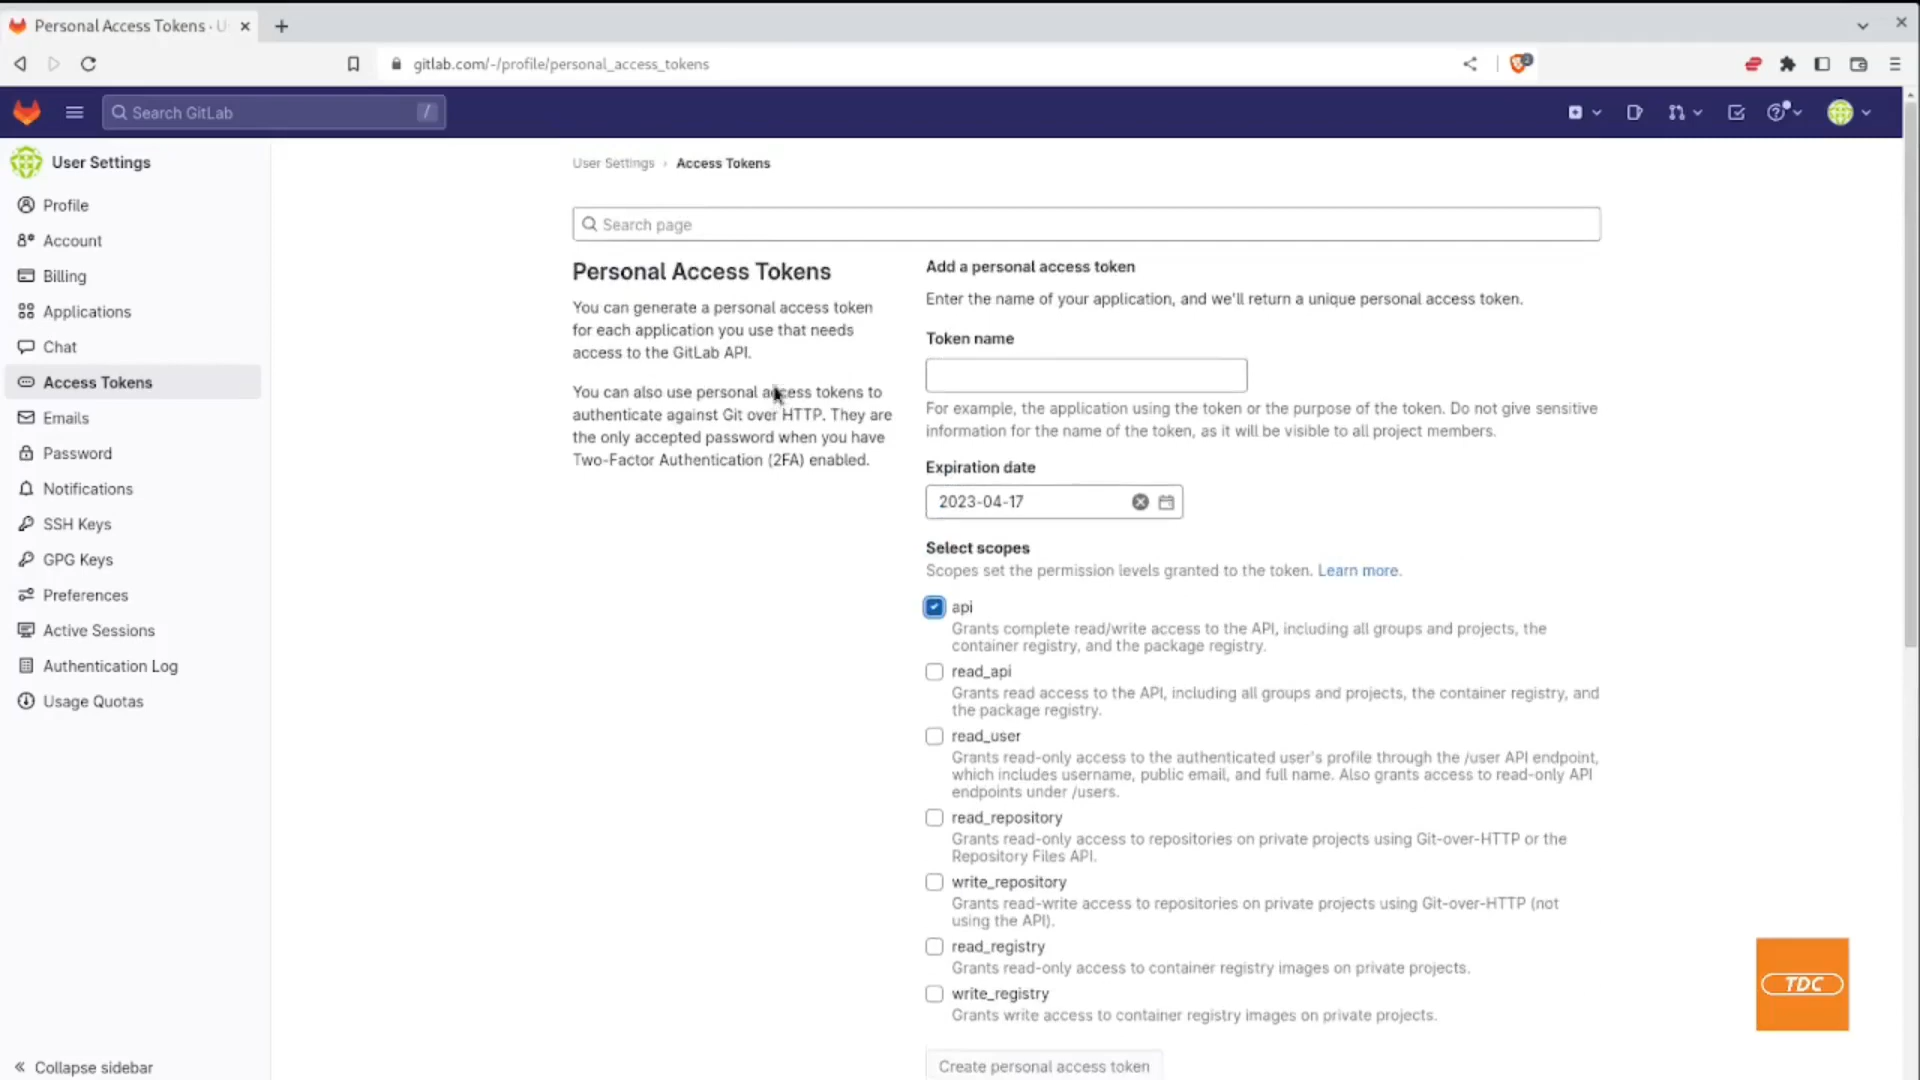 Personal Access Tokens · U
gitlab.com/-/profile/personal_access_tokens
Search GitLab
/
User Settings
Profile
Account
Billing
Applications
Chat
Access Tokens
Emails
Password
Notifications
SSH Keys
GPG Keys
Preferences
Active Sessions
Authentication Log
Usage Quotas
Collapse sidebar
User Settings › Access Tokens
Search page
Personal Access Tokens
You can generate a personal access token
for each application you use that needs
access to the GitLab API.
You can also use personal access tokens to
authenticate against Git over HTTP. They are
the only accepted password when you have
Two-Factor Authentication (2FA) enabled.
Add a personal access token
Enter the name of your application, and we'll return a unique personal access token.
Token name
For example, the application using the token or the purpose of the token. Do not give sensitive
information for the name of the token, as it will be visible to all project members.
Expiration date
2023-04-17
Select scopes
Scopes set the permission levels granted to the token. Learn more.
api
Grants complete read/write access to the API, including all groups and projects, the
container registry, and the package registry.
read_api
Grants read access to the API, including all groups and projects, the container registry, and
the package registry.
read_user
Grants read-only access to the authenticated user's profile through the /user API endpoint,
which includes username, public email, and full name. Also grants access to read-only API
endpoints under /users.
read_repository
Grants read-only access to repositories on private projects using Git-over-HTTP or the
Repository Files API.
write_repository
Grants read-write access to repositories on private projects using Git-over-HTTP (not
using the API).
read_registry
Grants read-only access to container registry images on private projects.
write_registry
Grants write access to container registry images on private projects.
Create personal access token
TDC